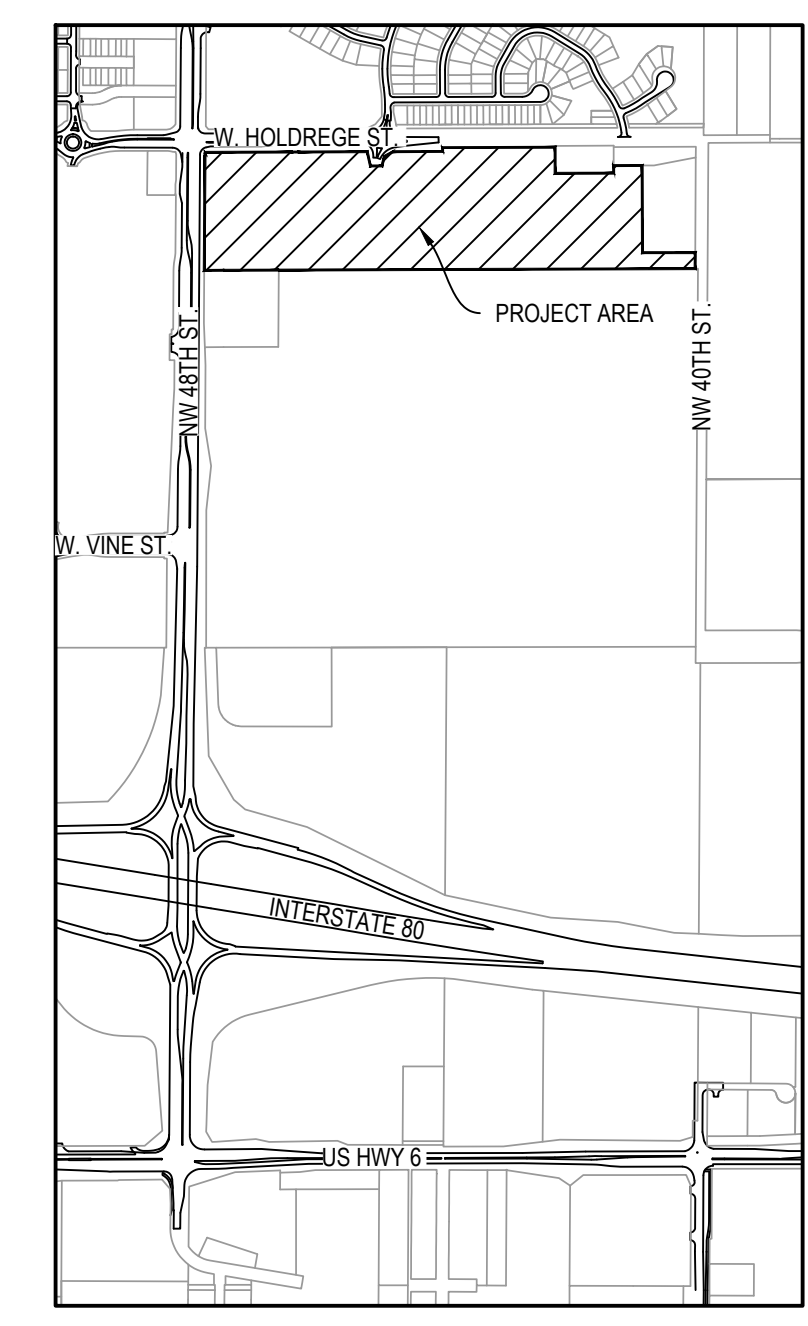 W. HOLDREGE ST.
PROJECT AREA
NW 48TH ST.
NW 40TH ST.
W. VINE ST.
INTERSTATE 80
US HWY 6